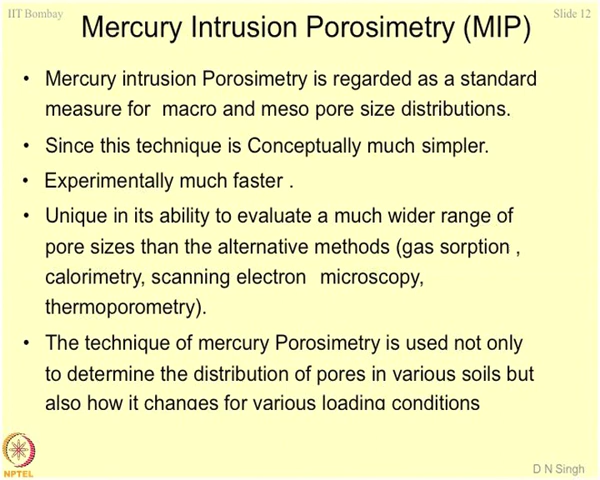 IIT Bombay
Slide 12
Mercury Intrusion Porosimetry (MIP)
• Mercury intrusion Porosimetry is regarded as a standard
measure for macro and meso pore size distributions.
• Since this technique is Conceptually much simpler.
• Experimentally much faster .
• Unique in its ability to evaluate a much wider range of
pore sizes than the alternative methods (gas sorption ,
calorimetry, scanning electron microscopy,
thermoporometry).
• The technique of mercury Porosimetry is used not only
to determine the distribution of pores in various soils but
also how it changes for various loading conditions
NPTEL
D N Singh